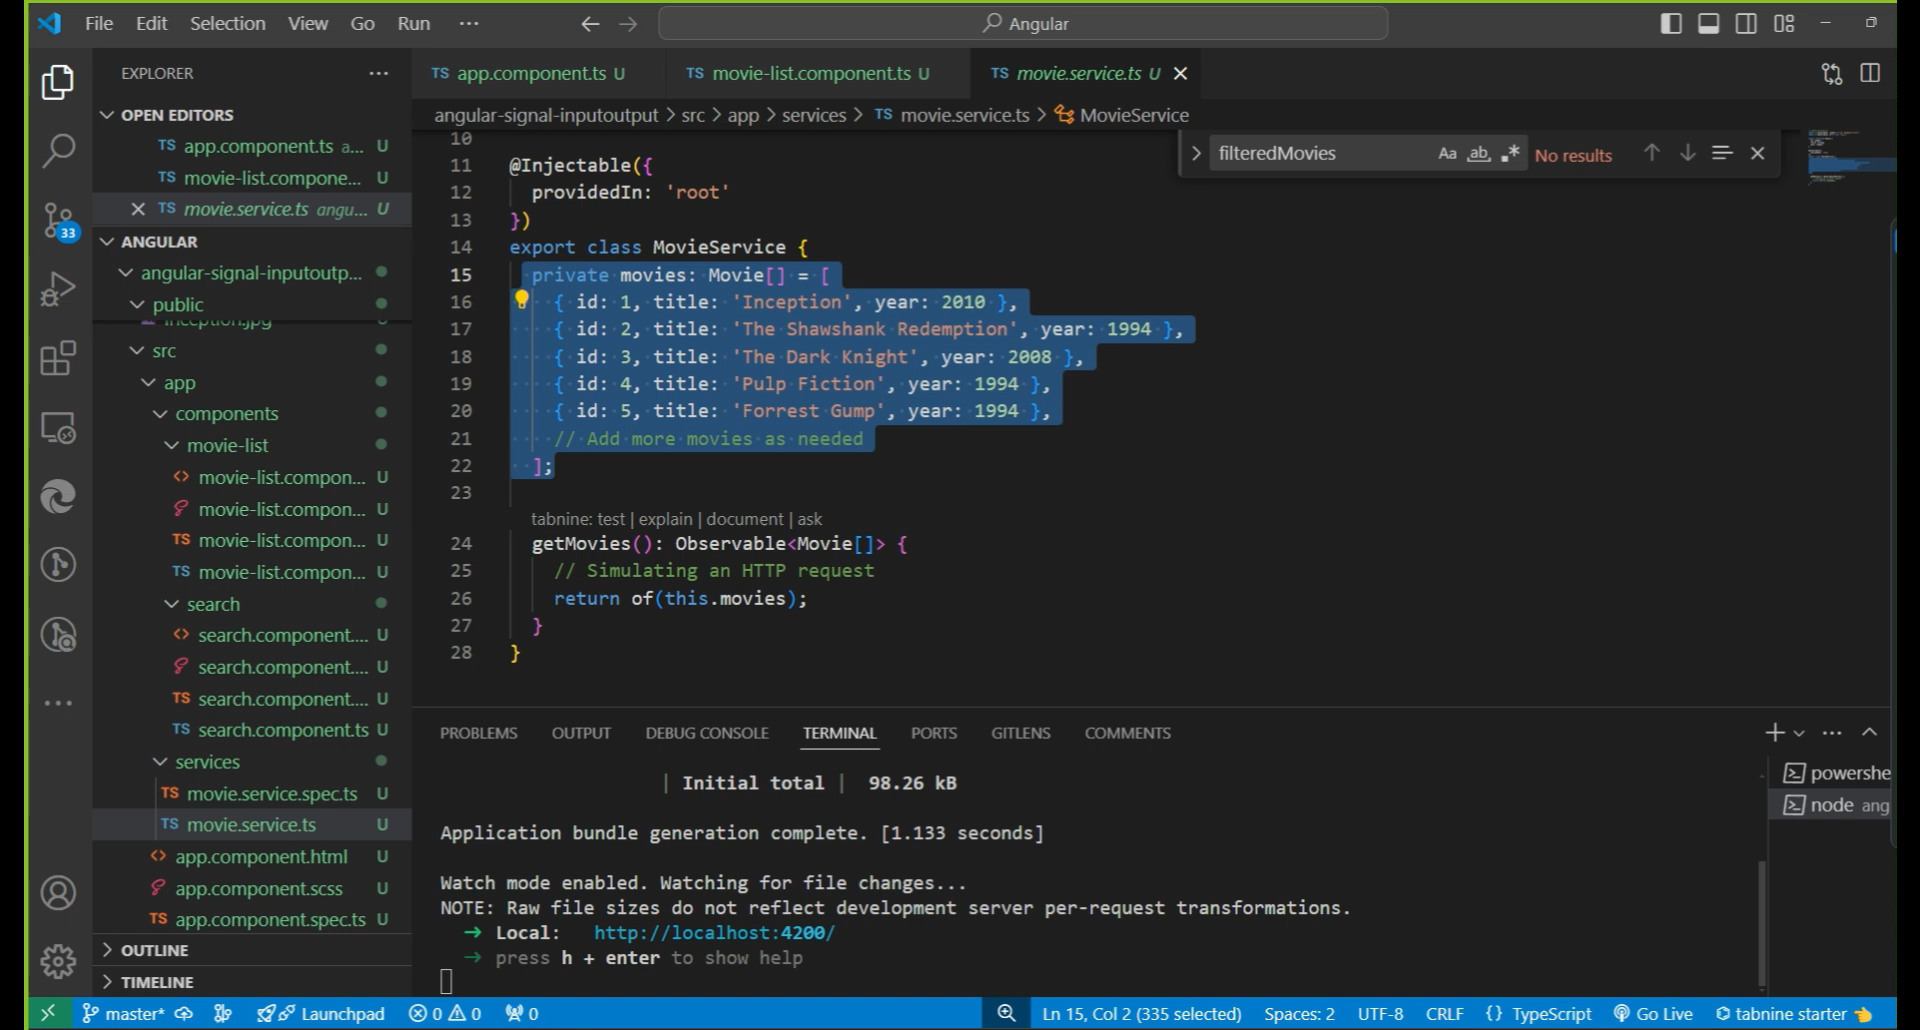 File Edit Selection View Go Run ··· Angular
EXPLORER ···
OPEN EDITORS
TS app.component.ts a... U
TS movie-list.compone... U
TS movie.service.ts angu... U
ANGULAR
angular-signal-inputoutp...
public
inception.jpg
src
app
components
movie-list
movie-list.compon... U
movie-list.compon... U
TS movie-list.compon... U
TS movie-list.compon... U
search
search.component.... U
search.component.... U
TS search.component.... U
TS search.component.ts U
services
TS movie.service.spec.ts U
TS movie.service.ts U
app.component.html U
app.component.scss U
TS app.component.spec.ts U
OUTLINE
TIMELINE
33
TS app.component.ts U TS movie-list.component.ts U TS movie.service.ts U
angular-signal-inputoutput > src > app > services > TS movie.service.ts > MovieService
filteredMovies Aa ab .* No results
10
11 @Injectable({
12 providedIn: 'root'
13 })
14 export class MovieService {
15 private movies: Movie[] = [
16 { id: 1, title: 'Inception', year: 2010 },
17 { id: 2, title: 'The Shawshank Redemption', year: 1994 },
18 { id: 3, title: 'The Dark Knight', year: 2008 },
19 { id: 4, title: 'Pulp Fiction', year: 1994 },
20 { id: 5, title: 'Forrest Gump', year: 1994 },
21 // Add more movies as needed
22 ];
23
tabnine: test | explain | document | ask
24 getMovies(): Observable<Movie[]> {
25 // Simulating an HTTP request
26 return of(this.movies);
27 }
28 }
PROBLEMS OUTPUT DEBUG CONSOLE TERMINAL PORTS GITLENS COMMENTS
| Initial total | 98.26 kB
Application bundle generation complete. [1.133 seconds]
Watch mode enabled. Watching for file changes...
NOTE: Raw file sizes do not reflect development server per-request transformations.
→ Local: http://localhost:4200/
→ press h + enter to show help
powershe
node ang
master* Launchpad 0 0 0 Ln 15, Col 2 (335 selected) Spaces: 2 UTF-8 CRLF {} TypeScript Go Live tabnine starter